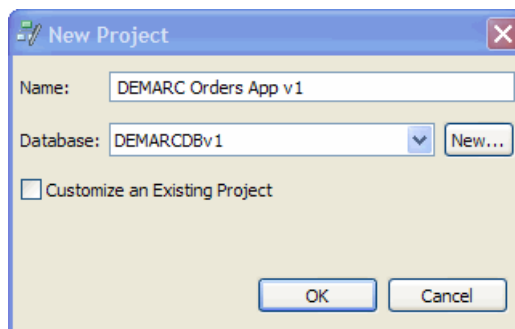 New Project
Name: DEMARC Orders App v1
Database: DEMARCDBv1 New...
Customize an Existing Project
OK Cancel